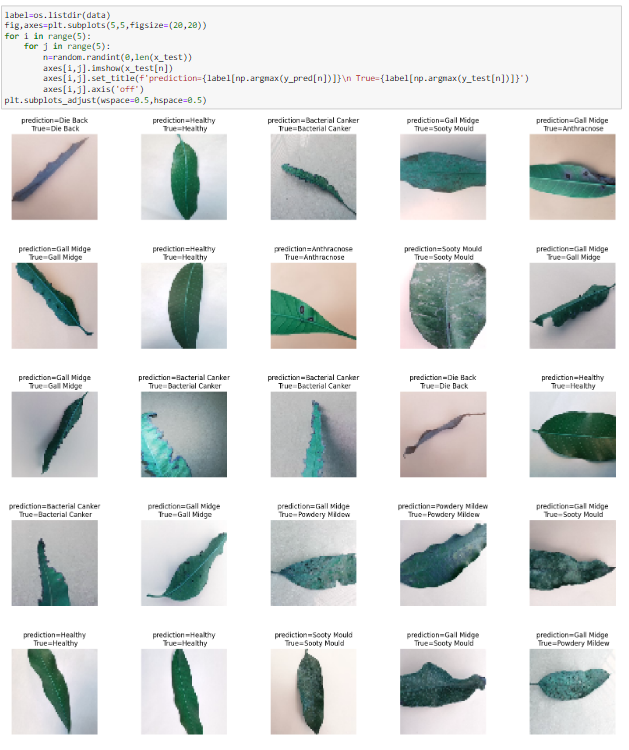 label=os.listdir(data)
fig,axes=plt.subplots(5,5,figsize=(20,20))
for i in range(5):
    for j in range(5):
        n=random.randint(0,len(x_test))
        axes[i,j].imshow(x_test[n])
        axes[i,j].set_title(f'prediction={label[np.argmax(y_pred[n])]}\n True={label[np.argmax(y_test[n])]}')
        axes[i,j].axis('off')
plt.subplots_adjust(wspace=0.5,hspace=0.5)
prediction=Die Back
True=Die Back
prediction=Healthy
True=Healthy
prediction=Bacterial Canker
True=Bacterial Canker
prediction=Gall Midge
True=Sooty Mould
prediction=Gall Midge
True=Anthracnose
prediction=Gall Midge
True=Gall Midge
prediction=Healthy
True=Healthy
prediction=Anthracnose
True=Anthracnose
prediction=Sooty Mould
True=Sooty Mould
prediction=Gall Midge
True=Gall Midge
prediction=Gall Midge
True=Gall Midge
prediction=Bacterial Canker
True=Bacterial Canker
prediction=Bacterial Canker
True=Bacterial Canker
prediction=Die Back
True=Die Back
prediction=Healthy
True=Healthy
prediction=Bacterial Canker
True=Bacterial Canker
prediction=Gall Midge
True=Gall Midge
prediction=Gall Midge
True=Powdery Mildew
prediction=Powdery Mildew
True=Powdery Mildew
prediction=Gall Midge
True=Sooty Mould
prediction=Healthy
True=Healthy
prediction=Healthy
True=Healthy
prediction=Sooty Mould
True=Sooty Mould
prediction=Gall Midge
True=Sooty Mould
prediction=Gall Midge
True=Powdery Mildew